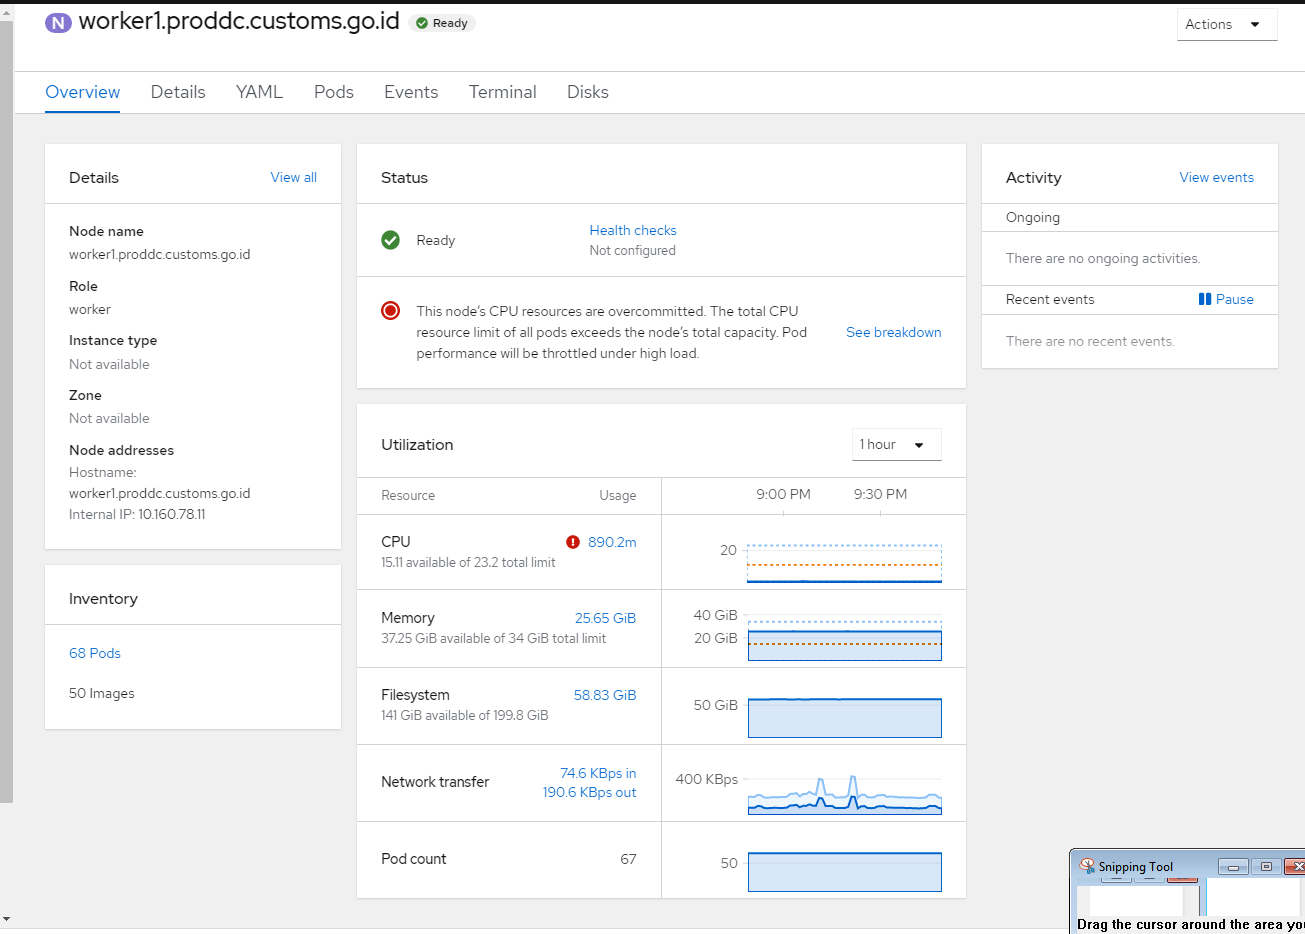 N worker1.proddc.customs.go.id Ready
Actions
Overview Details YAML Pods Events Terminal Disks
Details View all
Node name
worker1.proddc.customs.go.id
Role
worker
Instance type
Not available
Zone
Not available
Node addresses
Hostname:
worker1.proddc.customs.go.id
Internal IP: 10.160.78.11
Inventory
68 Pods
50 Images
Status
Ready
Health checks
Not configured
This node's CPU resources are overcommitted. The total CPU
resource limit of all pods exceeds the node's total capacity. Pod
performance will be throttled under high load.
See breakdown
Utilization
1 hour
Resource Usage 9:00 PM 9:30 PM
CPU 890.2m
15.11 available of 23.2 total limit
20
Memory 25.65 GiB
37.25 GiB available of 34 GiB total limit
40 GiB
20 GiB
Filesystem 58.83 GiB
141 GiB available of 199.8 GiB
50 GiB
Network transfer
74.6 KBps in
190.6 KBps out
400 KBps
Pod count 67
50
Activity View events
Ongoing
There are no ongoing activities.
Recent events Pause
There are no recent events.
Snipping Tool
Drag the cursor around the area yo